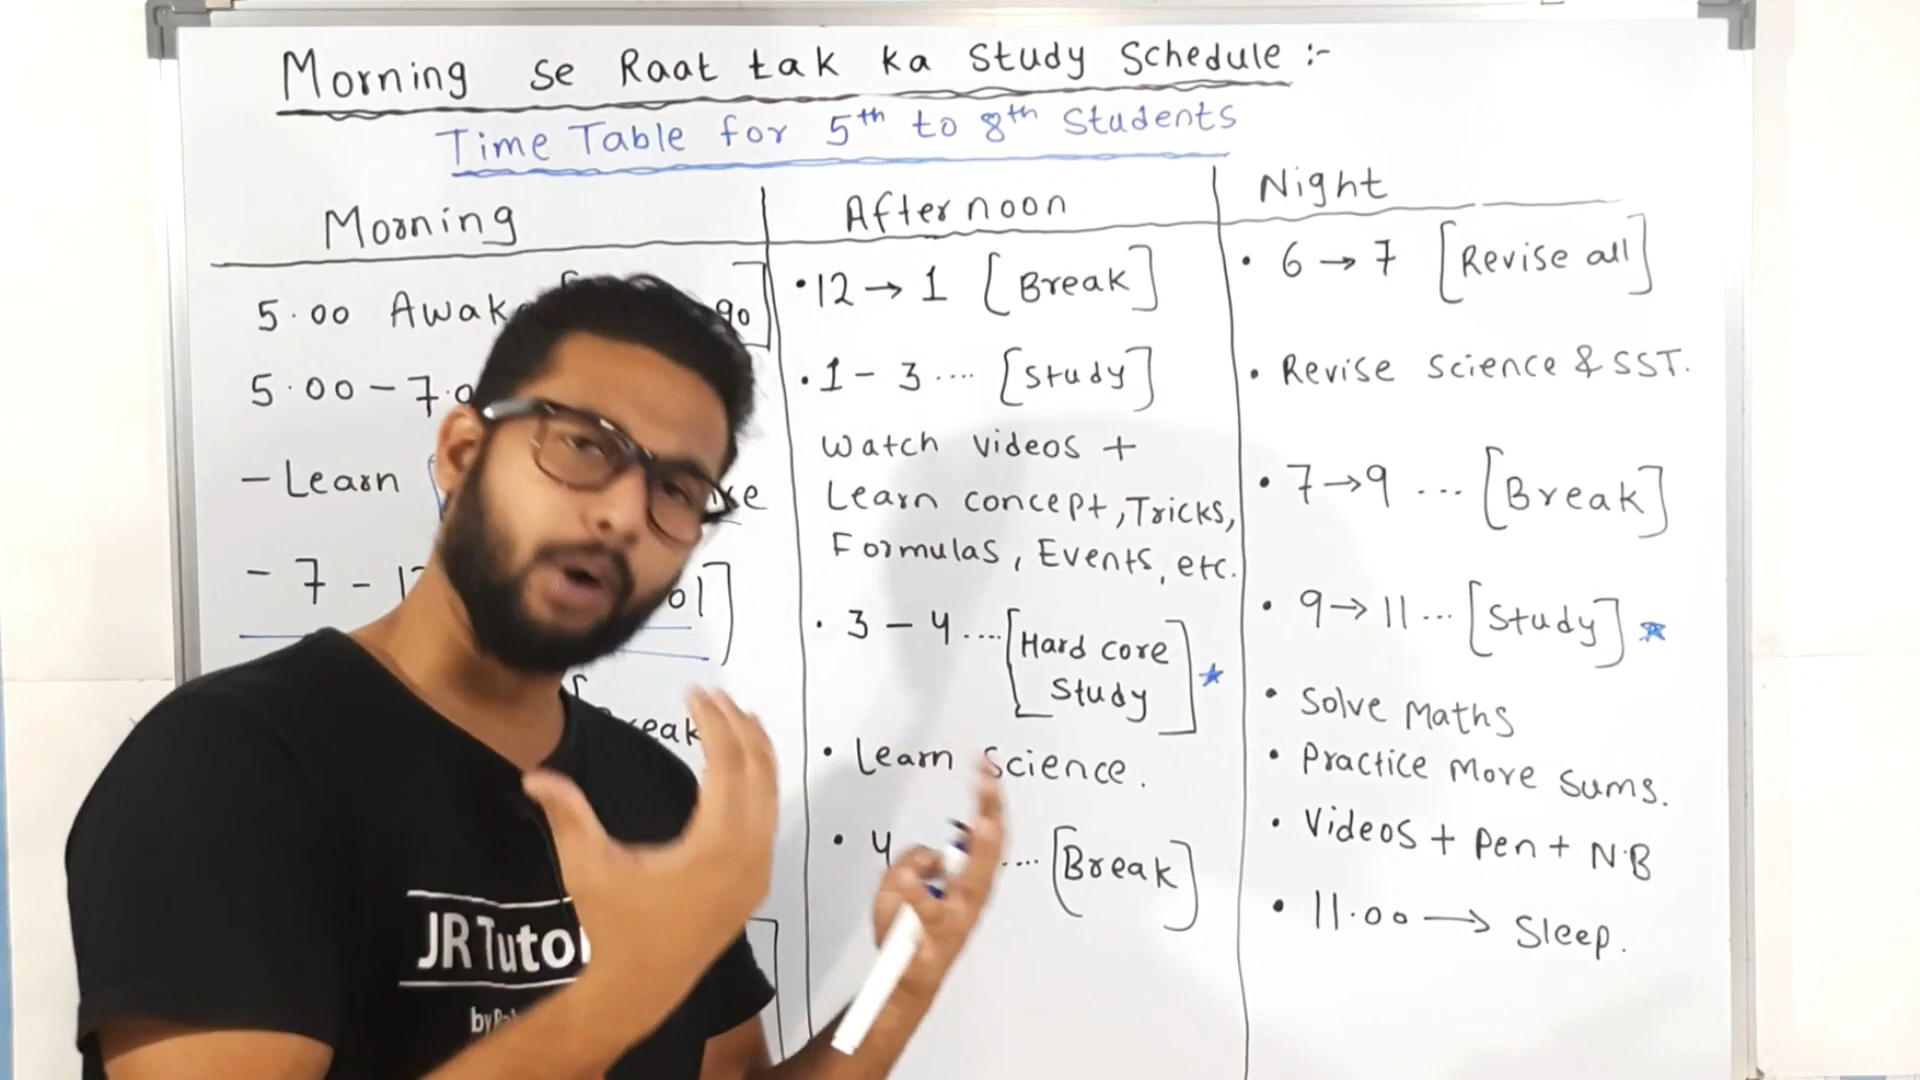 Morning se Raat tak ka Study Schedule :-
Time Table for 5th to 8th Students
Morning
5.00 Awake
5.00 - 7.0
- Learn
- 7 - 1
Afternoon
• 12 → 1 [Break]
• 1 - 3 .... [Study]
Watch videos +
Learn concept, Tricks,
Formulas, Events, etc.
• 3 - 4 .... [Hard core
Study]
• Learn Science.
• 4 .... [Break]
Night
• 6 → 7 [Revise all]
• Revise Science & SST.
• 7 → 9 ... [Break]
• 9 → 11 ... [Study]
• Solve Maths
• Practice More Sums.
• Videos + Pen + N.B
• 11.00 → Sleep.
JR Tuto
by